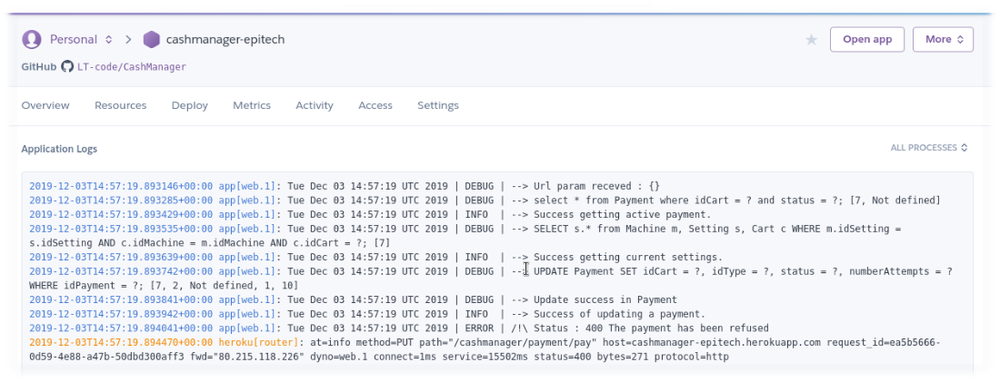 Personal > cashmanager-epitech Open app More
GitHub LT-code/CashManager
Overview Resources Deploy Metrics Activity Access Settings
Application Logs ALL PROCESSES
2019-12-03T14:57:19.893146+00:00 app[web.1]: Tue Dec 03 14:57:19 UTC 2019 | DEBUG | --> Url param receved : {}
2019-12-03T14:57:19.893285+00:00 app[web.1]: Tue Dec 03 14:57:19 UTC 2019 | DEBUG | --> select * from Payment where idCart = ? and status = ?; [7, Not defined]
2019-12-03T14:57:19.893429+00:00 app[web.1]: Tue Dec 03 14:57:19 UTC 2019 | INFO  | --> Success getting active payment.
2019-12-03T14:57:19.893535+00:00 app[web.1]: Tue Dec 03 14:57:19 UTC 2019 | DEBUG | --> SELECT s.* from Machine m, Setting s, Cart c WHERE m.idSetting =
s.idSetting AND c.idMachine = m.idMachine AND c.idCart = ?; [7]
2019-12-03T14:57:19.893639+00:00 app[web.1]: Tue Dec 03 14:57:19 UTC 2019 | INFO  | --> Success getting current settings.
2019-12-03T14:57:19.893742+00:00 app[web.1]: Tue Dec 03 14:57:19 UTC 2019 | DEBUG | --> UPDATE Payment SET idCart = ?, idType = ?, status = ?, numberAttempts = ?
WHERE idPayment = ?; [7, 2, Not defined, 1, 10]
2019-12-03T14:57:19.893841+00:00 app[web.1]: Tue Dec 03 14:57:19 UTC 2019 | DEBUG | --> Update success in Payment
2019-12-03T14:57:19.893942+00:00 app[web.1]: Tue Dec 03 14:57:19 UTC 2019 | INFO  | --> Success of updating a payment.
2019-12-03T14:57:19.894041+00:00 app[web.1]: Tue Dec 03 14:57:19 UTC 2019 | ERROR | /!\ Status : 400 The payment has been refused
2019-12-03T14:57:19.894470+00:00 heroku[router]: at=info method=PUT path="/cashmanager/payment/pay" host=cashmanager-epitech.herokuapp.com request_id=ea5b5666-
0d59-4e88-a47b-50dbd300aff3 fwd="80.215.118.226" dyno=web.1 connect=1ms service=15502ms status=400 bytes=271 protocol=http